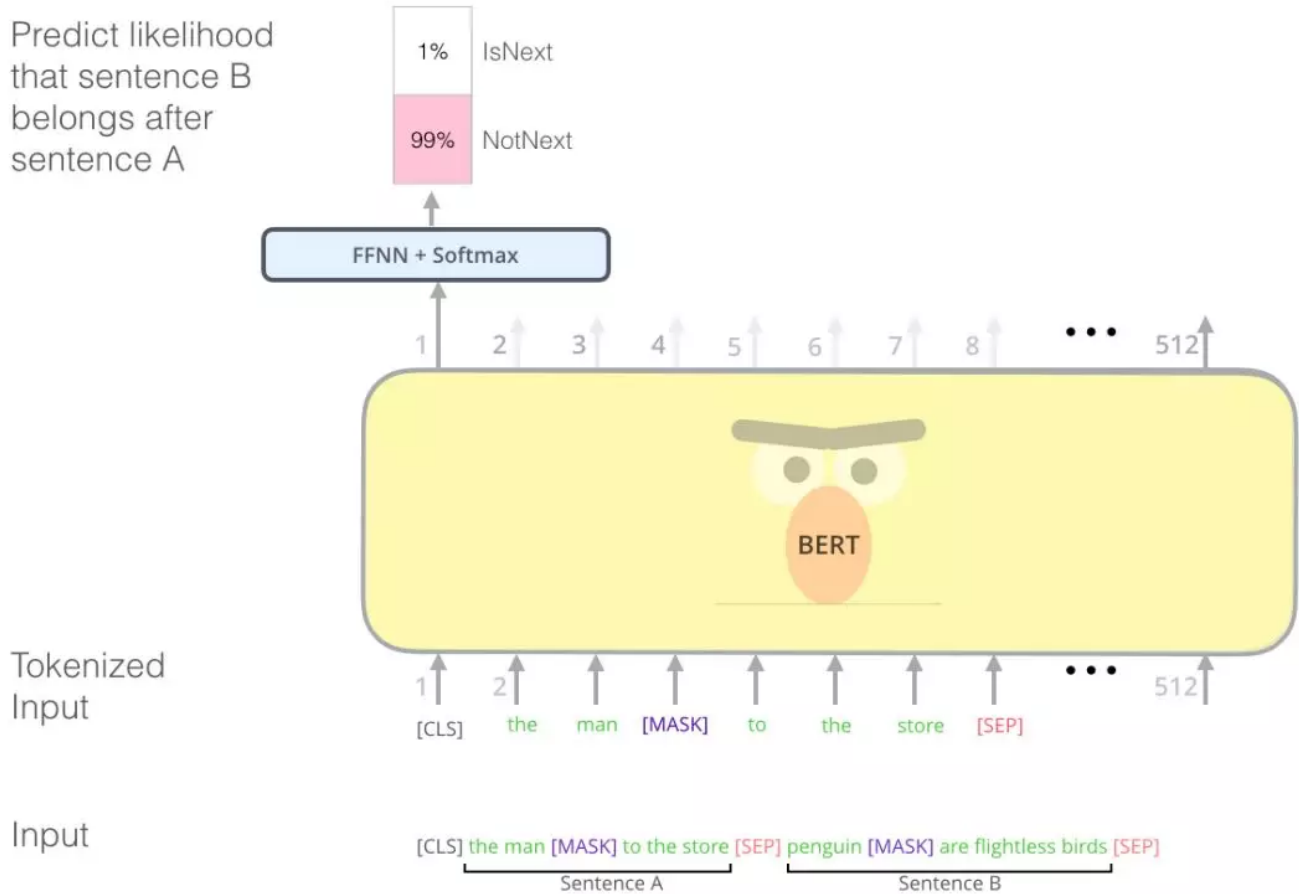 Predict likelihood
that sentence B
belongs after
sentence A
1% IsNext
99% NotNext
FFNN + Softmax
1 2 3 4 5 6 7 8 ••• 512
BERT
Tokenized
Input
1 2 ••• 512
[CLS] the man [MASK] to the store [SEP]
Input
[CLS] the man [MASK] to the store [SEP] penguin [MASK] are flightless birds [SEP]
Sentence A Sentence B